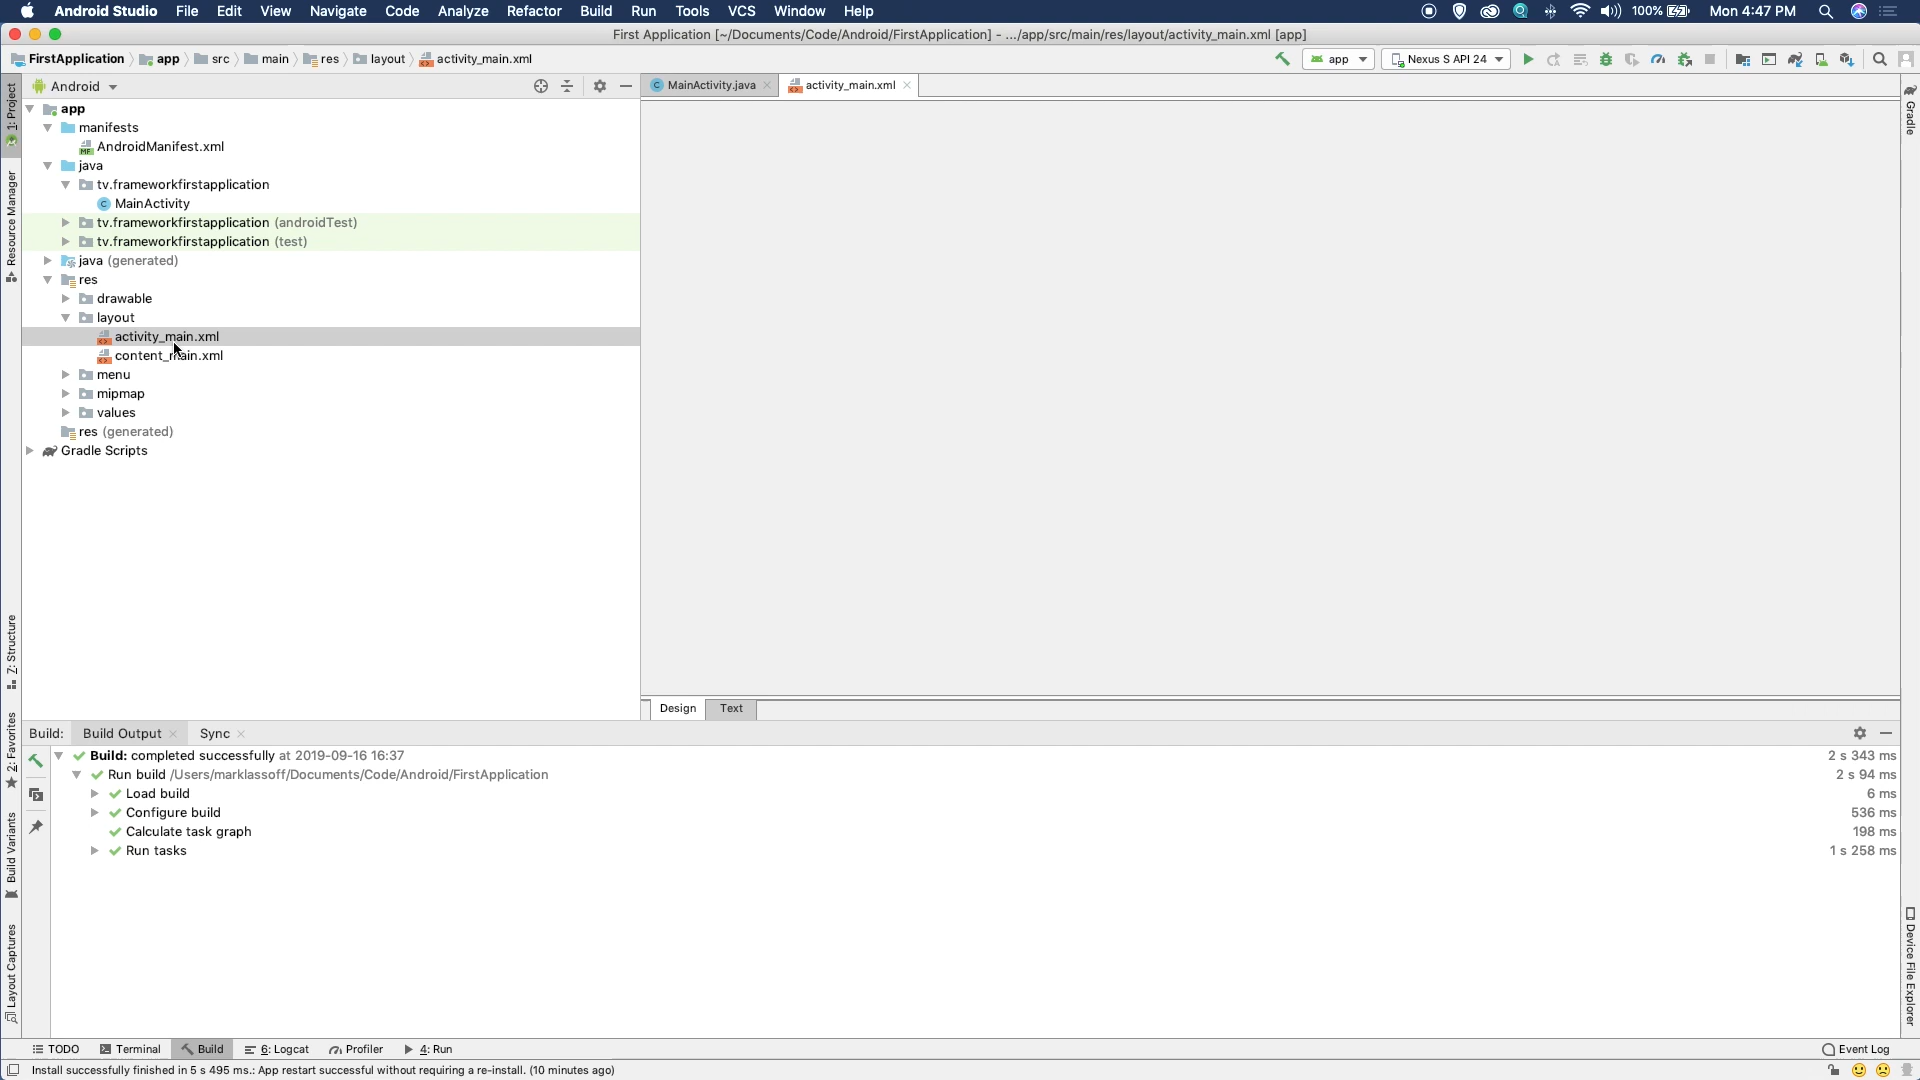 Android Studio File Edit View Navigate Code Analyze Refactor Build Run Tools VCS Window Help 100% Mon 4:47 PM
First Application [~/Documents/Code/Android/FirstApplication] - .../app/src/main/res/layout/activity_main.xml [app]
FirstApplication app src main res layout activity_main.xml app Nexus S API 24
Android MainActivity.java activity_main.xml
app
manifests
AndroidManifest.xml
java
tv.frameworkfirstapplication
MainActivity
tv.frameworkfirstapplication (androidTest)
tv.frameworkfirstapplication (test)
java (generated)
res
drawable
layout
activity_main.xml
content_main.xml
menu
mipmap
values
res (generated)
Gradle Scripts
1: Project
Resource Manager
Z: Structure
2: Favorites
Build Variants
Layout Captures
Gradle
Device File Explorer
Design Text
Build: Build Output Sync
Build: completed successfully at 2019-09-16 16:37 2 s 343 ms
Run build /Users/marklassoff/Documents/Code/Android/FirstApplication 2 s 94 ms
Load build 6 ms
Configure build 536 ms
Calculate task graph 198 ms
Run tasks 1 s 258 ms
TODO Terminal Build 6: Logcat Profiler 4: Run Event Log
Install successfully finished in 5 s 495 ms.: App restart successful without requiring a re-install. (10 minutes ago)